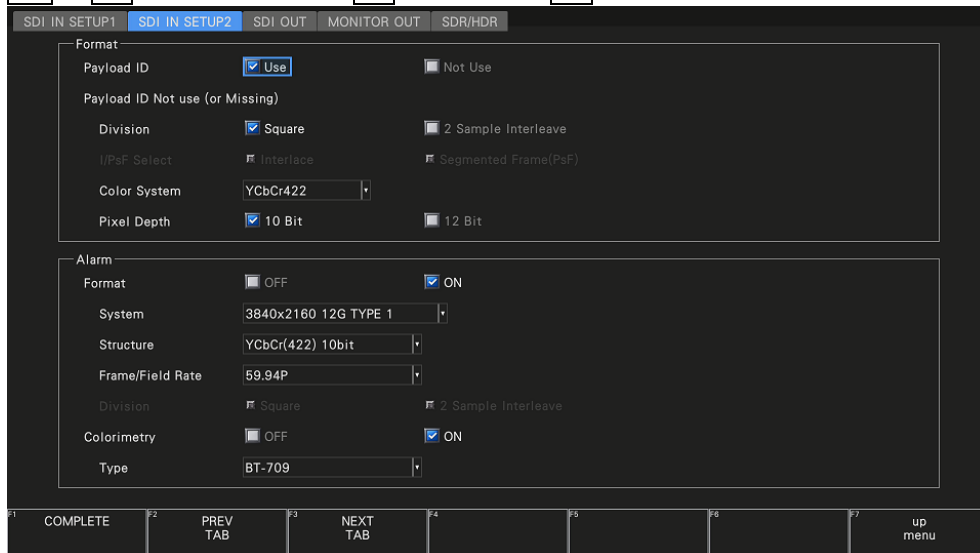 SDI IN SETUP1 SDI IN SETUP2 SDI OUT MONITOR OUT SDR/HDR
Format
Payload ID Use Not Use
Payload ID Not use (or Missing)
Division Square 2 Sample Interleave
I/PsF Select Interlace Segmented Frame(PsF)
Color System YCbCr422
Pixel Depth 10 Bit 12 Bit
Alarm
Format OFF ON
System 3840x2160 12G TYPE 1
Structure YCbCr(422) 10bit
Frame/Field Rate 59.94P
Division Square 2 Sample Interleave
Colorimetry OFF ON
Type BT-709
F1 COMPLETE F2 PREV TAB F3 NEXT TAB F4 F5 F6 F7 up menu